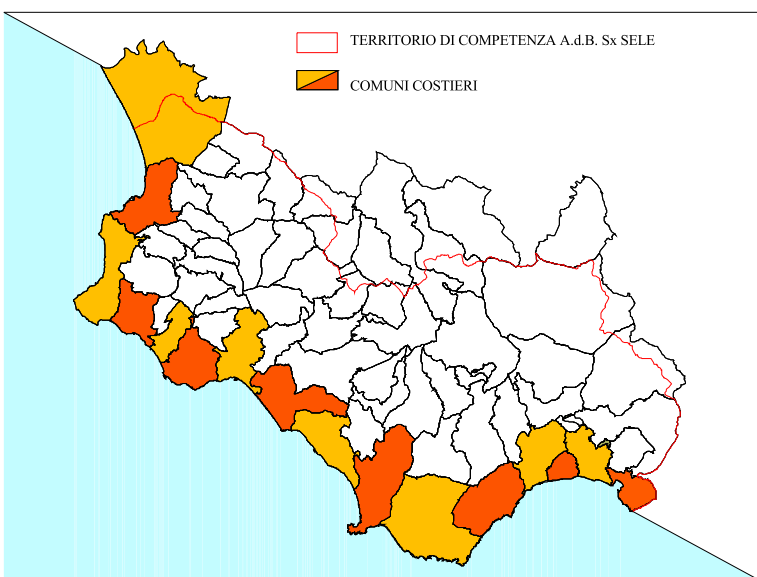 TERRITORIO DI COMPETENZA A.d.B. Sx SELE
COMUNI COSTIERI